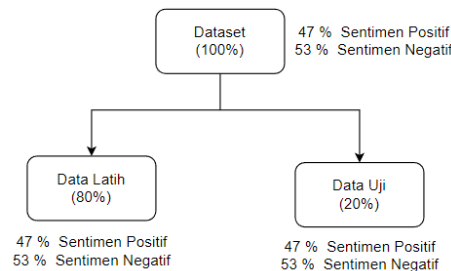 Dataset
(100%)
47 % Sentimen Positif
53 % Sentimen Negatif
Data Latih
(80%)
47 % Sentimen Positif
53 % Sentimen Negatif
Data Uji
(20%)
47 % Sentimen Positif
53 % Sentimen Negatif